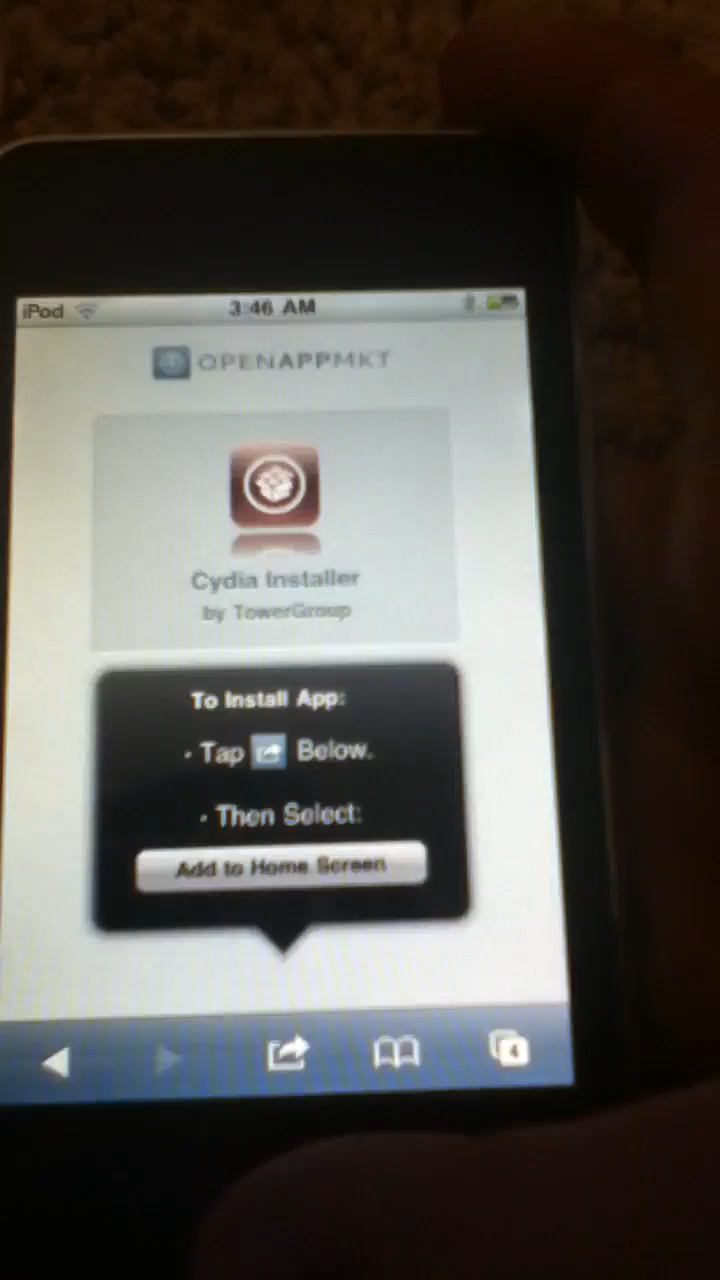 iPod 3:46 AM
OPENAPPMKT
Cydia Installer
by TowerGroup
To Install App:
· Tap Below.
· Then Select:
Add to Home Screen
4